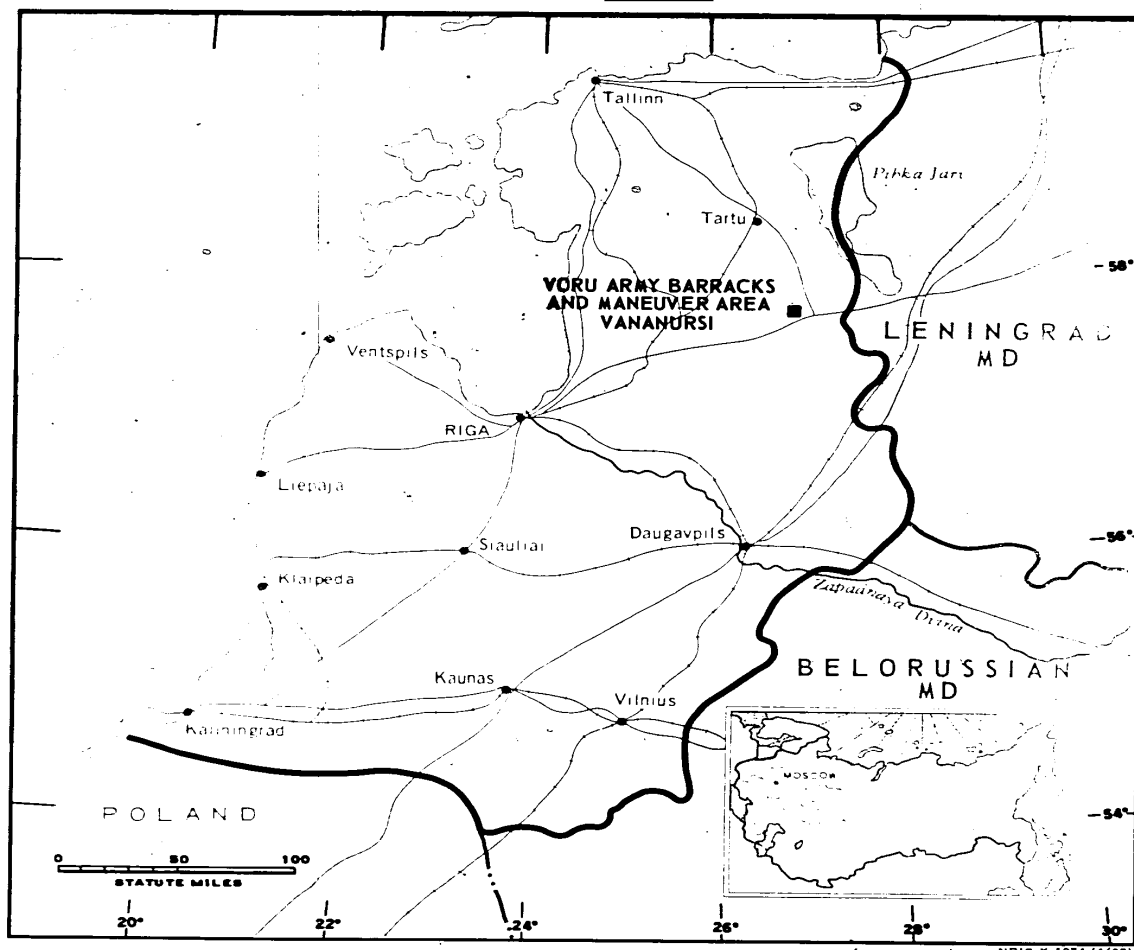 Tallinn
Pihka Jarı
Tartu
—58°
VORU ARMY BARRACKS
AND MANEUVER AREA
VANANURSI
LENINGRAD
MD
Ventspils
RIGA
Liepaja
Daugavpils
—56°
Siauliai
Klaipeda
Zapadnaya Dvina
BELORUSSIAN
MD
Kaunas
Vilnius
Kaliningrad
MOSCOW
POLAND
—54°
0 50 100
STATUTE MILES
20° 22° 24° 26° 28° 30°